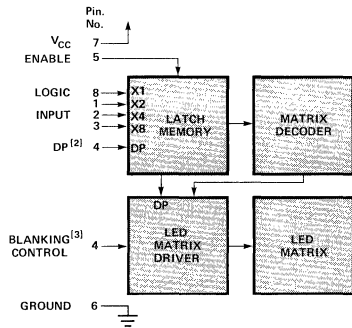 Pin.
No.
VCC 7
ENABLE 5
LOGIC 8 X1
1 X2
INPUT 2 X4
3 X8
DP [2] 4 DP
LATCH
MEMORY
MATRIX
DECODER
DP
BLANKING[3]
CONTROL 4
LED
MATRIX
DRIVER
LED
MATRIX
GROUND 6